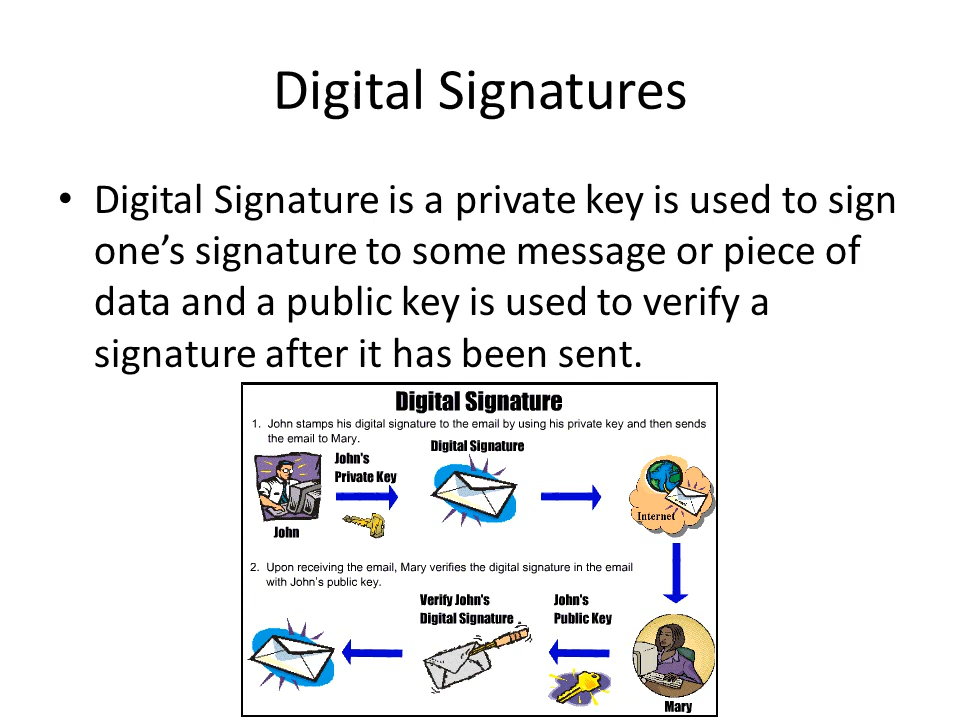 Digital Signatures
• Digital Signature is a private key is used to sign
one’s signature to some message or piece of
data and a public key is used to verify a
signature after it has been sent.
Digital Signature
1. John stamps his digital signature to the email by using his private key and then sends
the email to Mary.
John's
Private Key
Digital Signature
Internet
John
2. Upon receiving the email, Mary verifies the digital signature in the email
with John's public key.
Verify John's
Digital Signature
John's
Public Key
Mary